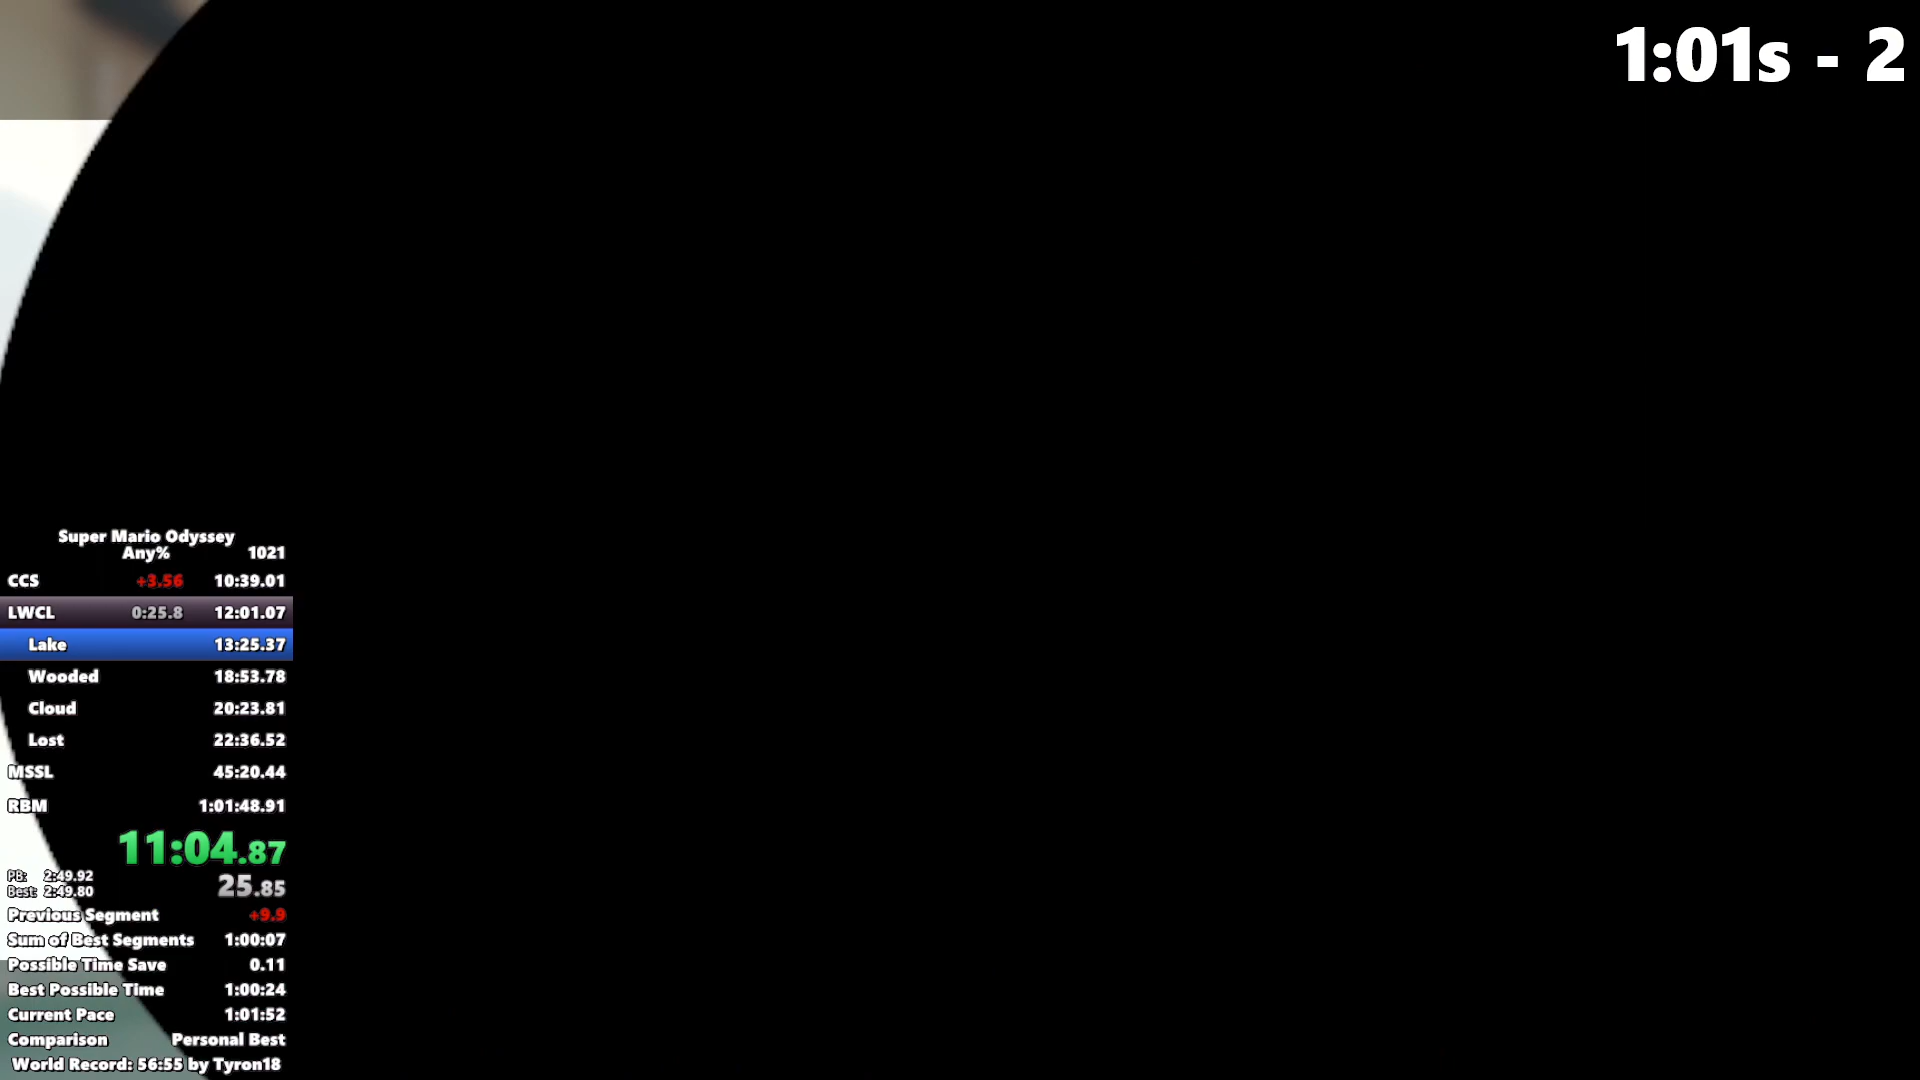 1:01s - 2
Super Mario Odyssey
Any% 1021
CCS +3.56 10:39.01
LWCL 0:25.8 12:01.07
Lake 13:25.37
Wooded 18:53.78
Cloud 20:23.81
Lost 22:36.52
MSSL 45:20.44
RBM 1:01:48.91
11:04.87
PB: 2:49.92
Best: 2:49.80
25.85
Previous Segment +9.9
Sum of Best Segments 1:00:07
Possible Time Save 0.11
Best Possible Time 1:00:24
Current Pace 1:01:52
Comparison Personal Best
World Record: 56:55 by Tyron18